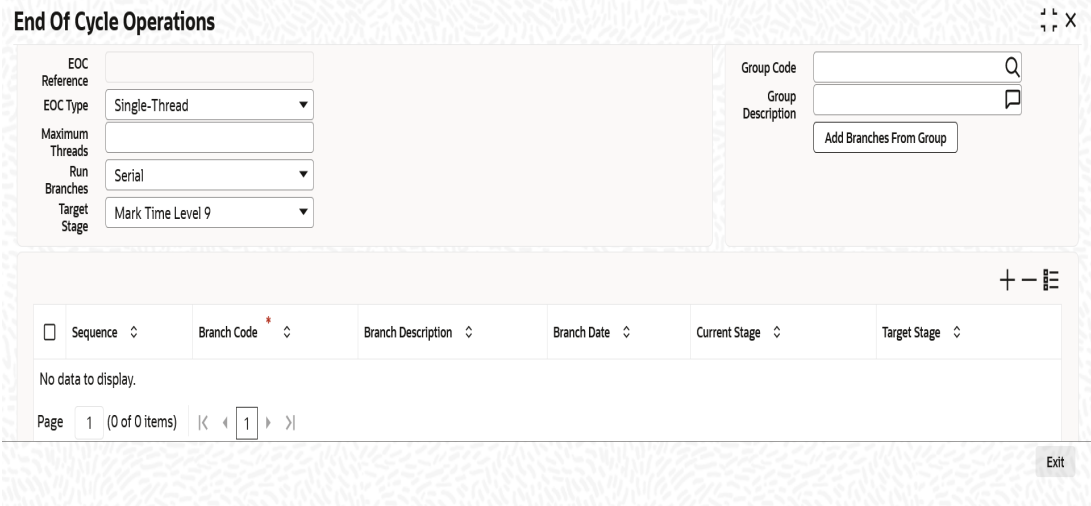 End Of Cycle Operations
EOC
Reference
EOC Type
Single-Thread
Maximum
Threads
Run
Branches
Serial
Target
Stage
Mark Time Level 9
Group Code
Group
Description
Add Branches From Group
Sequence
Branch Code *
Branch Description
Branch Date
Current Stage
Target Stage
No data to display.
Page 1 (0 of 0 items) 1
Exit